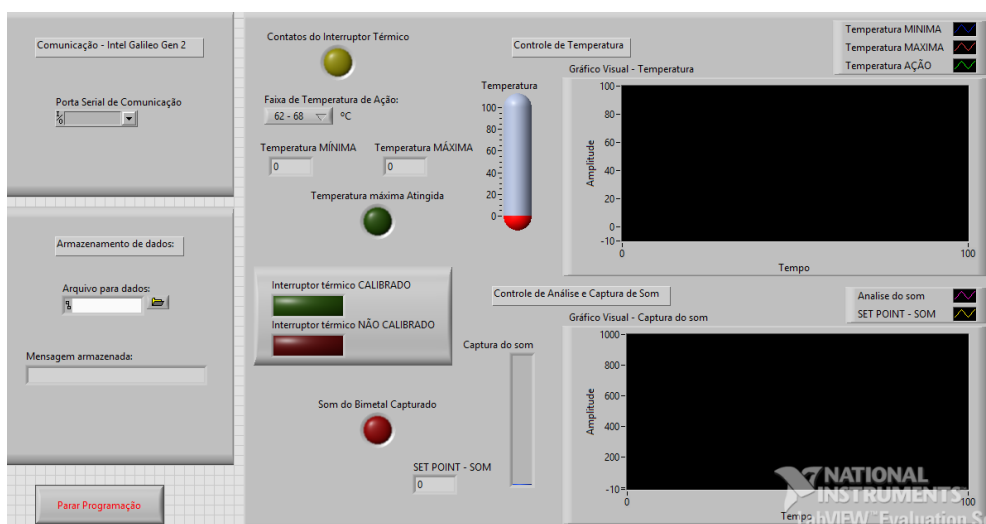 Comunicação - Intel Galileo Gen 2
Porta Serial de Comunicação
Armazenamento de dados:
Arquivo para dados:
Mensagem armazenada:
Parar Programação
Contatos do Interruptor Térmico
Faixa de Temperatura de Ação:
62 - 68 ºC
Temperatura MÍNIMA Temperatura MÁXIMA
0 0
Temperatura máxima Atingida
Interruptor térmico CALIBRADO
Interruptor térmico NÃO CALIBRADO
Som do Bimetal Capturado
SET POINT - SOM
0
Captura do som
Controle de Temperatura
Temperatura
100
80
60
40
20
0
Temperatura MINIMA
Temperatura MAXIMA
Temperatura AÇÃO
Gráfico Visual - Temperatura
Amplitude
100
80
60
40
20
0
-10
0 100
Tempo
Controle de Análise e Captura de Som
Analise do som
SET POINT - SOM
Gráfico Visual - Captura do som
Amplitude
1000
800
600
400
200
-10
0 100
Tempo
NATIONAL
INSTRUMENTS
LabVIEW™ Evaluation S